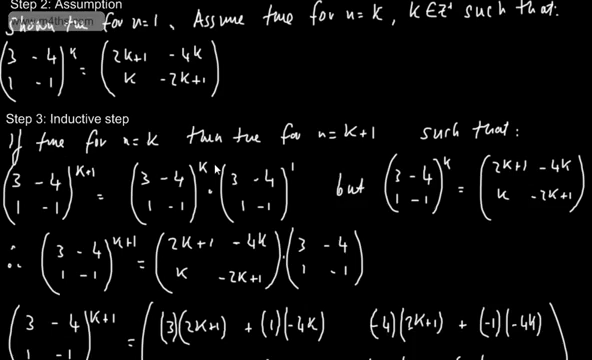 Step 2: Assumption
www.m4ths.com
Shown true for n=1. Assume true for n=k, k∈Z⁺ such that:
(3 -4; 1 -1)^k = (2k+1 -4k; k -2k+1)
Step 3: Inductive step
If true for n=k then true for n=k+1 such that:
(3 -4; 1 -1)^(k+1) = (3 -4; 1 -1)^k · (3 -4; 1 -1)^1 but (3 -4; 1 -1)^k = (2k+1 -4k; k -2k+1)
∴ (3 -4; 1 -1)^(k+1) = (2k+1 -4k; k -2k+1) · (3 -4; 1 -1)
(3 -4; 1 -1)^(k+1) = ( (3)(2k+1) + (1)(-4k) (-4)(2k+1) + (-1)(-4k) )